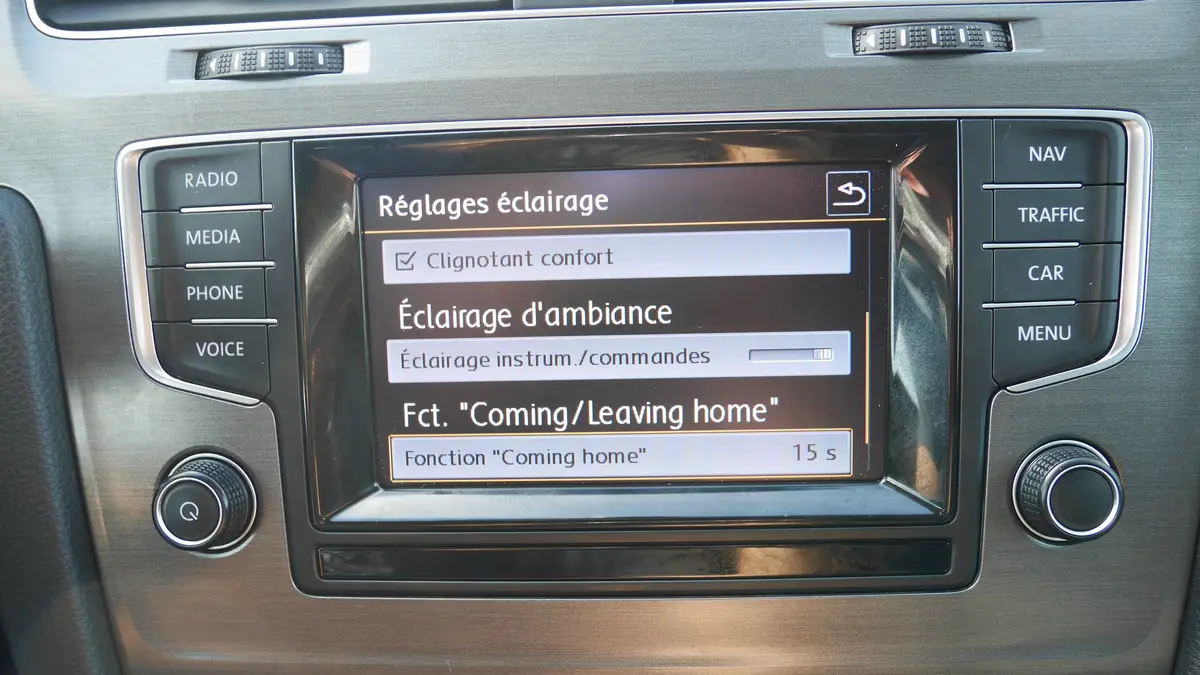 RADIO
MEDIA
PHONE
VOICE
Réglages éclairage
Clignotant confort
Éclairage d'ambiance
Éclairage instrum./commandes
Fct. "Coming/Leaving home"
Fonction "Coming home" 15 s
NAV
TRAFFIC
CAR
MENU